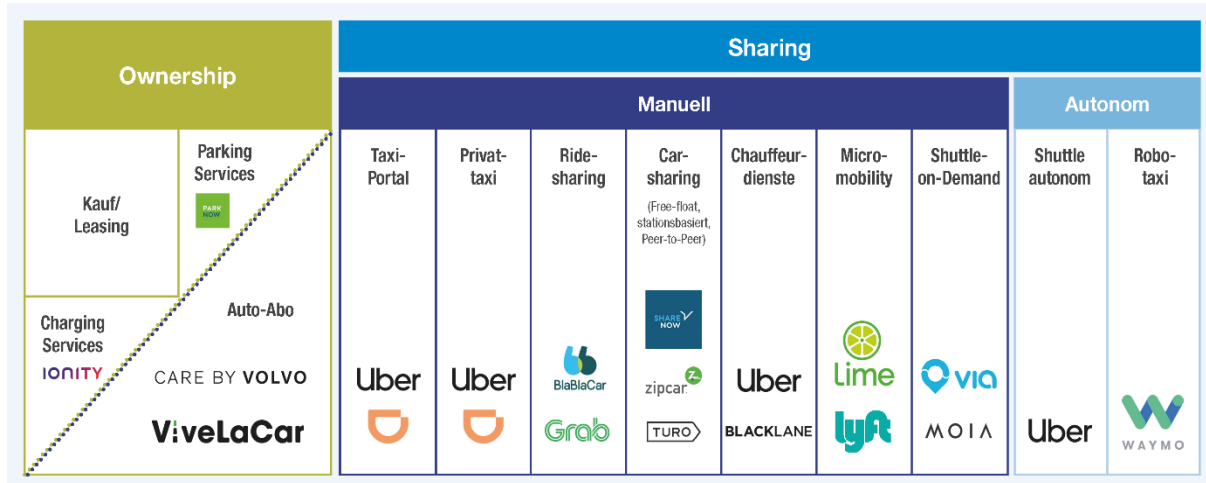 Ownership
Sharing
Manuell
Autonom
Kauf/
Leasing
Parking
Services
PARK
NOW
Charging
Services
IONITY
Auto-Abo
CARE BY VOLVO
ViveLaCar
Taxi-
Portal
Uber
Privat-
taxi
Uber
Ride-
sharing
BlaBlaCar
Grab
Car-
sharing
(Free-float,
stationsbasiert,
Peer-to-Peer)
SHARE
NOW
zipcar
TURO
Chauffeur-
dienste
Uber
BLACKLANE
Micro-
mobility
Lime
lyft
Shuttle-
on-Demand
via
MOIA
Shuttle
autonom
Uber
Robo-
taxi
WAYMO